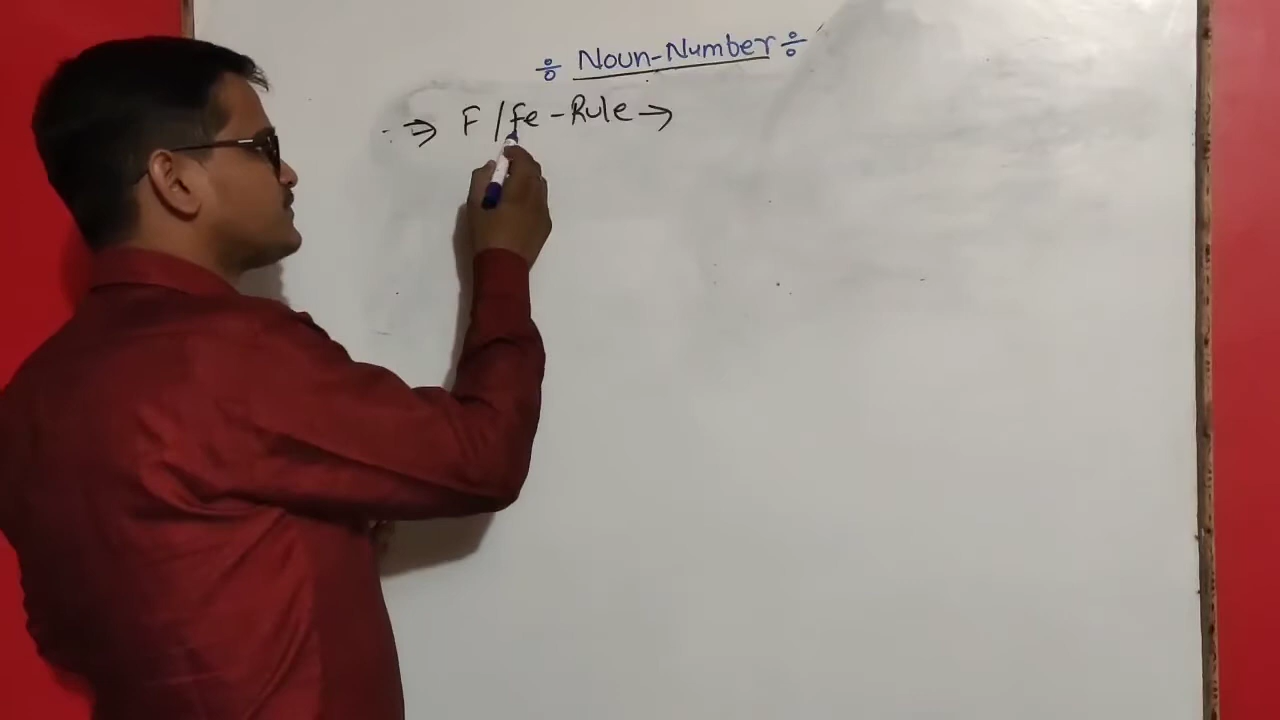 ÷ Noun-Number ÷
⇒ F/fe-Rule →